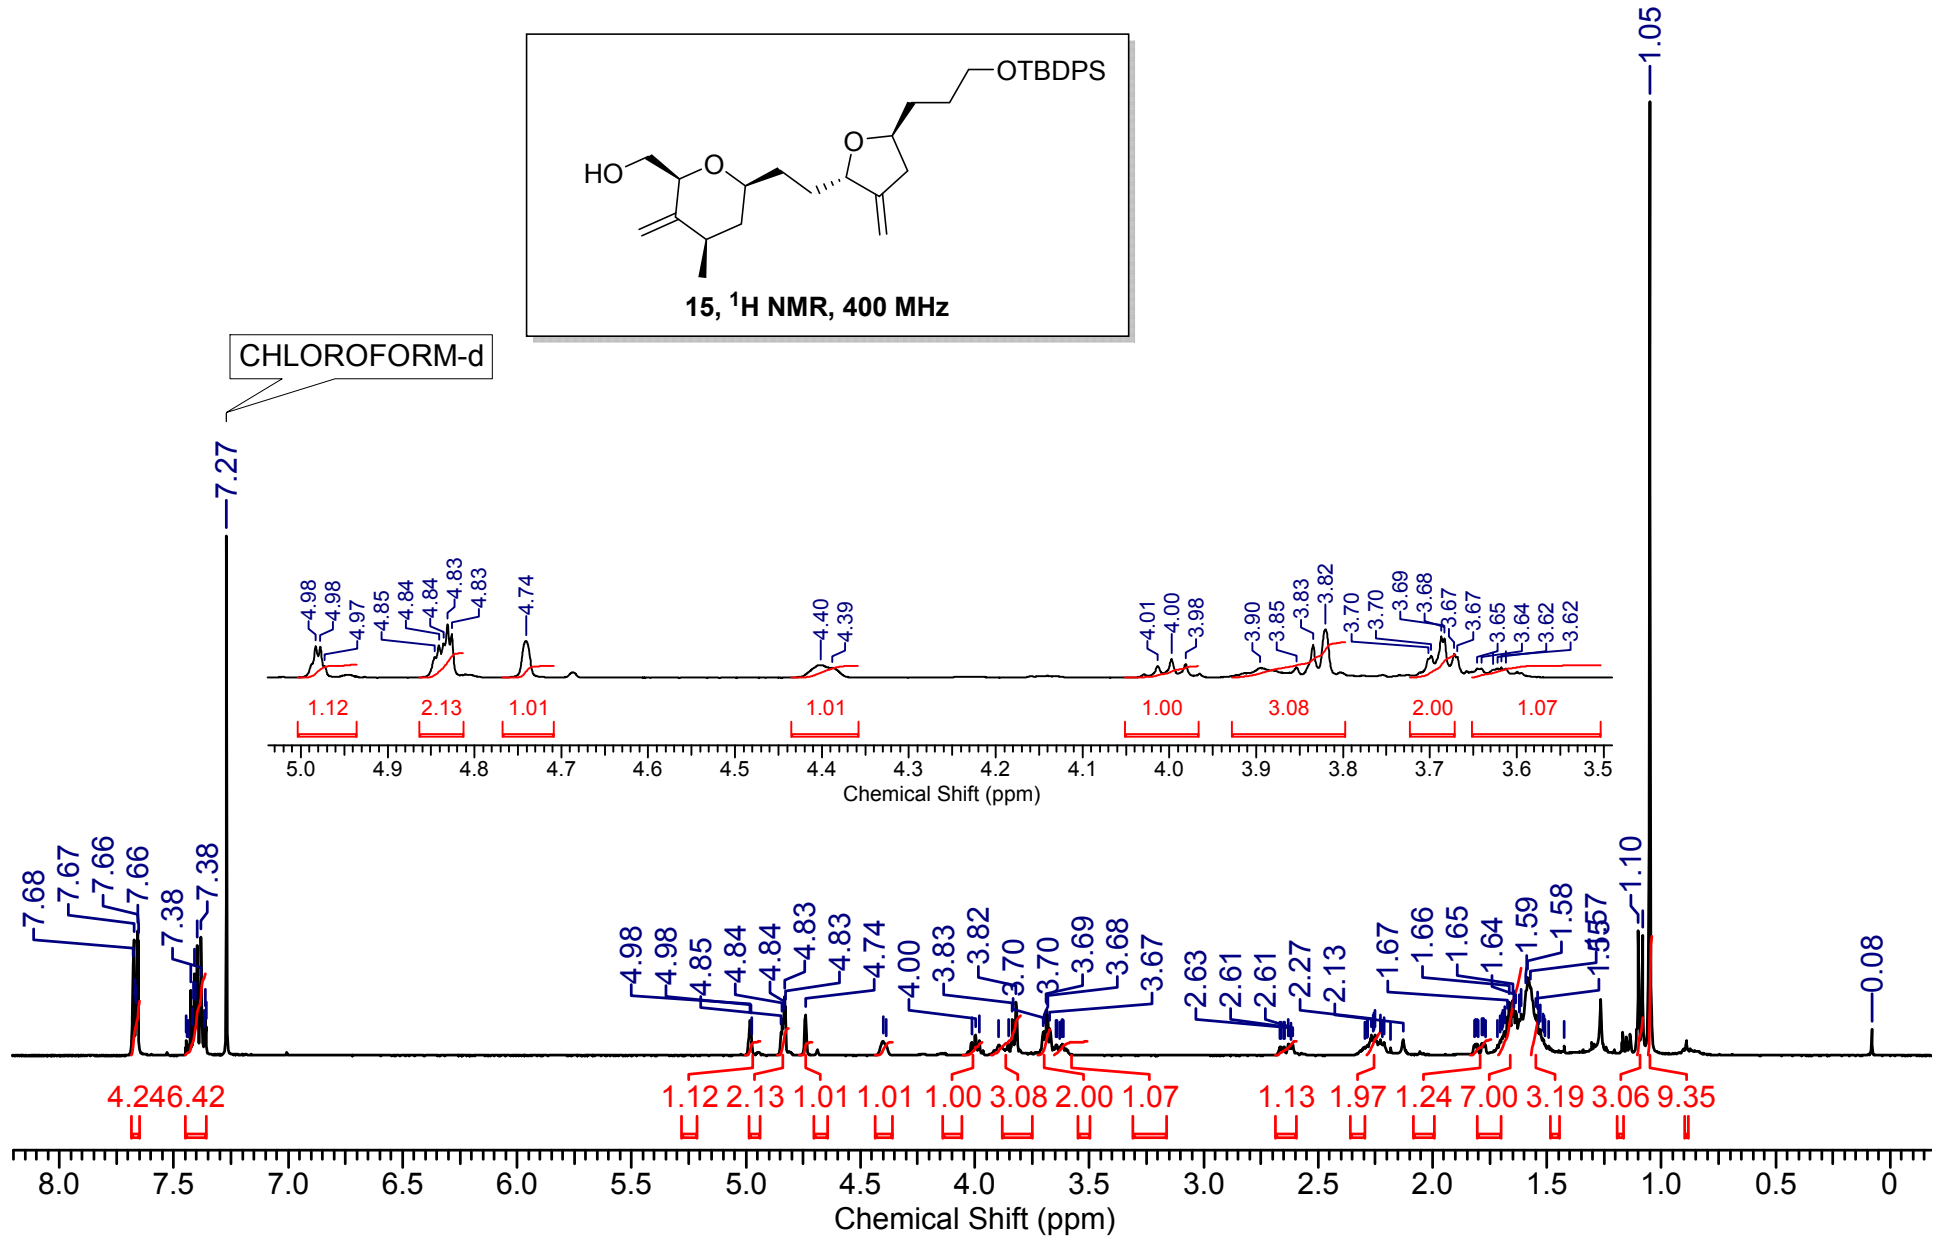 1.05
OTBDPS
O
O
HO
15, ¹H NMR, 400 MHz
CHLOROFORM-d
7.27
4.98 4.98 4.97 4.85 4.84 4.84 4.83 4.83 4.74 4.40 4.39 4.01 4.00 3.98 3.90 3.85 3.83 3.82 3.70 3.70 3.69 3.68 3.67 3.67 3.65 3.64 3.62 3.62
1.12 2.13 1.01 1.01 1.00 3.08 2.00 1.07
5.0 4.9 4.8 4.7 4.6 4.5 4.4 4.3 4.2 4.1 4.0 3.9 3.8 3.7 3.6 3.5
Chemical Shift (ppm)
7.68 7.67 7.66 7.66 7.38 7.38 4.98 4.98 4.85 4.84 4.84 4.83 4.83 4.74 4.00 3.83 3.82 3.70 3.70 3.69 3.68 3.67 2.63 2.61 2.61 2.27 2.13 1.67 1.66 1.65 1.64 1.59 1.58 1.57 1.10 0.08
4.24 6.42 1.12 2.13 1.01 1.01 1.00 3.08 2.00 1.07 1.13 1.97 1.24 7.00 3.19 3.06 9.35
8.0 7.5 7.0 6.5 6.0 5.5 5.0 4.5 4.0 3.5 3.0 2.5 2.0 1.5 1.0 0.5 0
Chemical Shift (ppm)